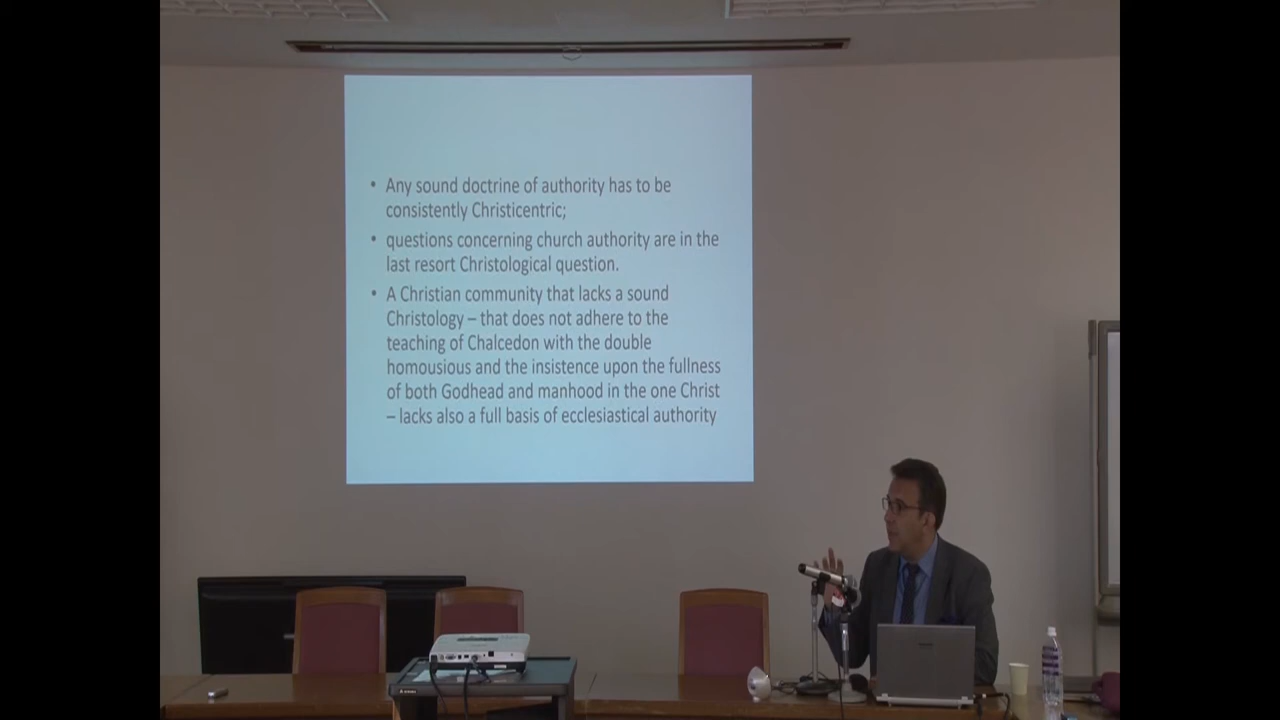 • Any sound doctrine of authority has to be
consistently Christicentric;
• questions concerning church authority are in the
last resort Christological question.
• A Christian community that lacks a sound
Christology – that does not adhere to the
teaching of Chalcedon with the double
homousious and the insistence upon the fullness
of both Godhead and manhood in the one Christ
– lacks also a full basis of ecclesiastical authority